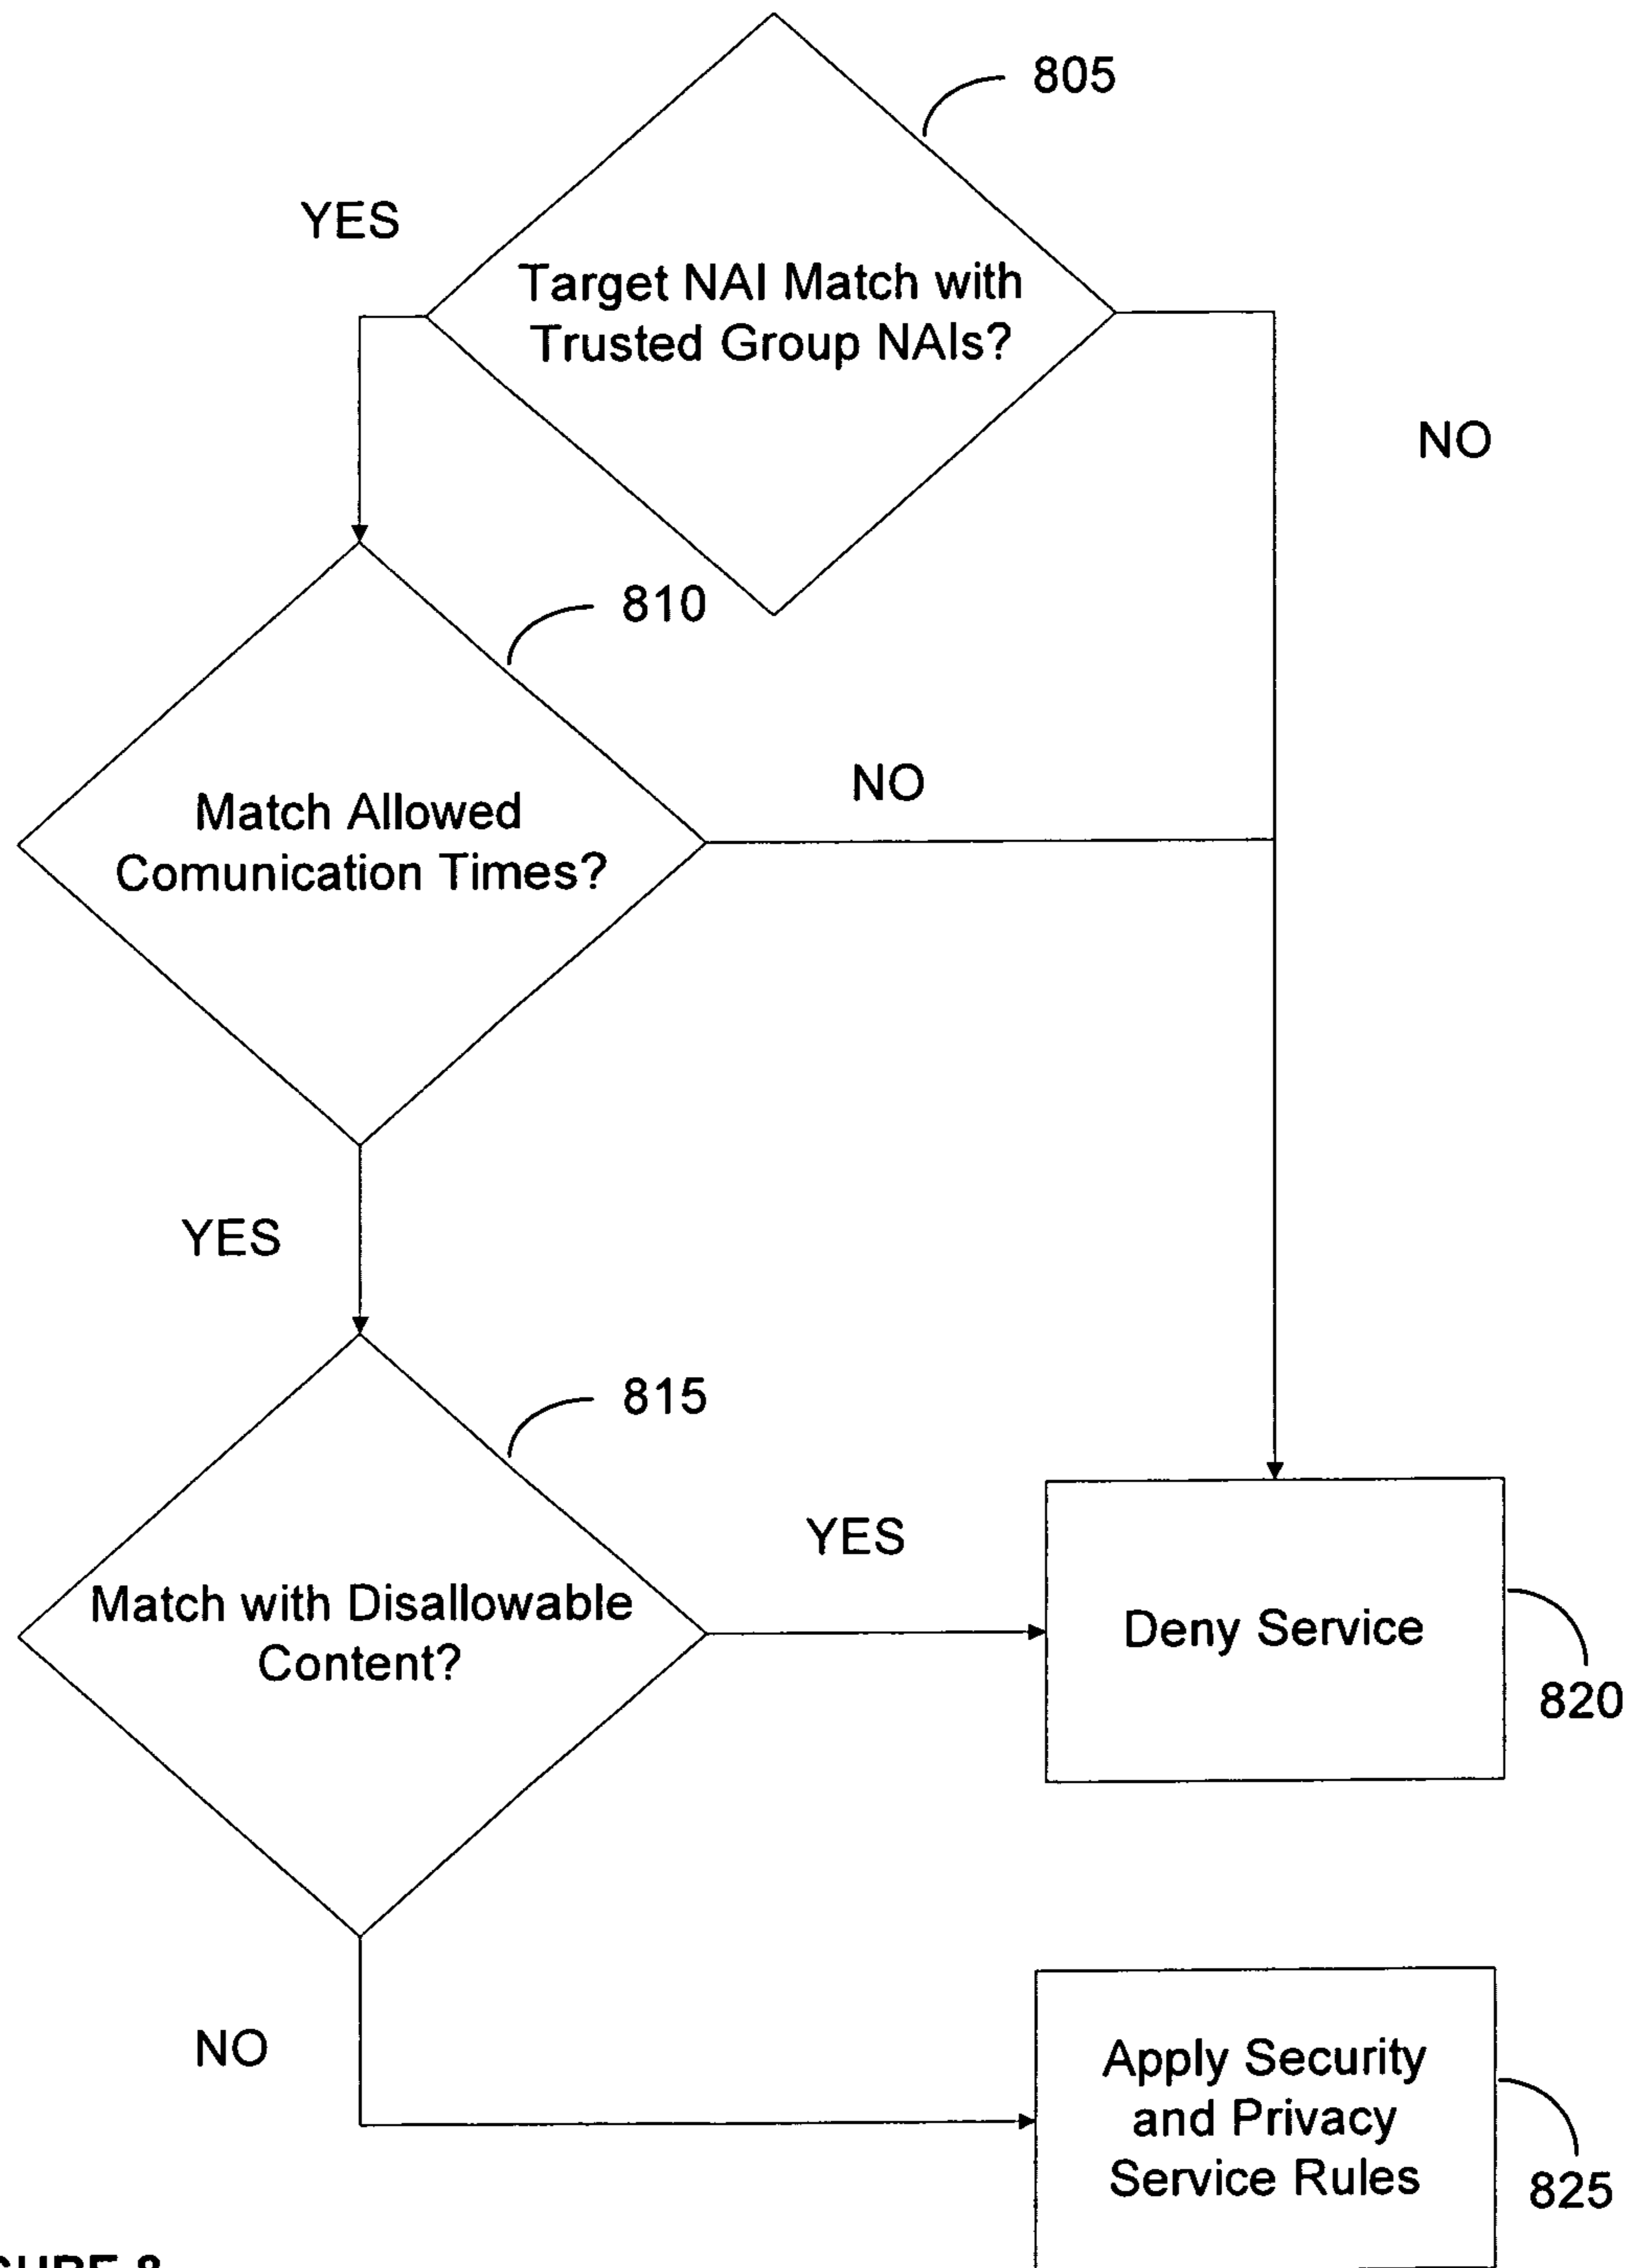 805
YES
Target NAI Match with
Trusted Group NAIs?
NO
810
NO
Match Allowed
Comunication Times?
YES
815
YES
Match with Disallowable
Content?
Deny Service
820
NO
Apply Security
and Privacy
Service Rules
825